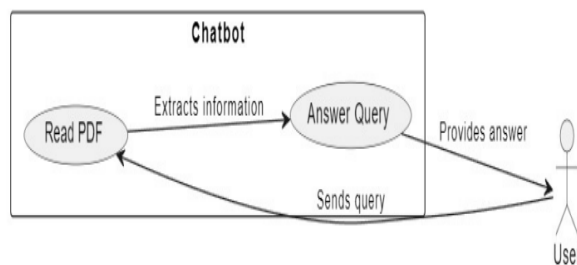 Chatbot
Extracts information
Read PDF
Answer Query
Provides answer
Sends query
Use